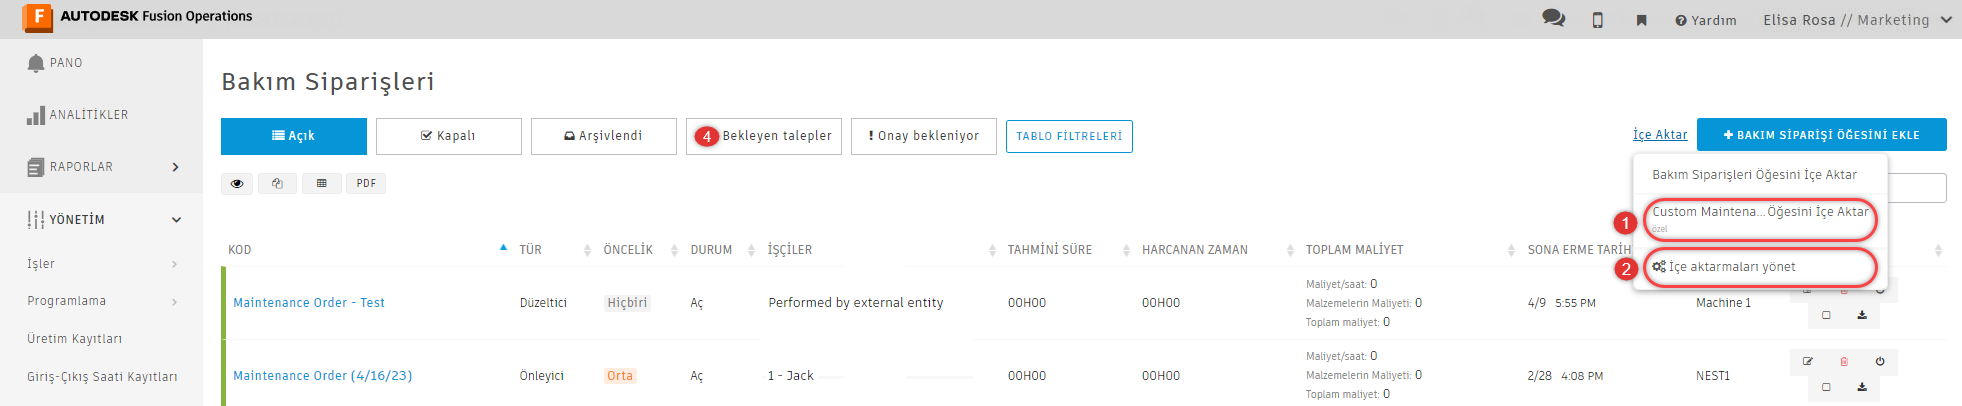 F AUTODESK Fusion Operations
Yardım
Elisa Rosa // Marketing
PANO
ANALİTİKLER
RAPORLAR
YÖNETİM
İşler
Programlama
Üretim Kayıtları
Giriş-Çıkış Saati Kayıtları
Bakım Siparişleri
Açık
Kapalı
Arşivlendi
4 Bekleyen talepler
! Onay bekleniyor
TABLO FİLTRELERİ
İçe Aktar
+ BAKIM SİPARİŞİ ÖĞESİNİ EKLE
PDF
Bakım Siparişleri Öğesini İçe Aktar
1 Custom Maintena... Öğesini İçe Aktar
özel
2 İçe aktarmaları yönet
KOD TÜR ÖNCELİK DURUM İŞÇİLER TAHMİNİ SÜRE HARCANAN ZAMAN TOPLAM MALİYET SONA ERME TARİH
Maliyet/saat: 0
Maintenance Order - Test Düzeltici Hiçbiri Aç Performed by external entity 00H00 00H00 Malzemelerin Maliyeti: 0 4/9 5:55 PM Machine 1
Toplam maliyet: 0
Maliyet/saat: 0
Maintenance Order (4/16/23) Önleyici Orta Aç 1 - Jack 00H00 00H00 Malzemelerin Maliyeti: 0 2/28 4:08 PM NEST1
Toplam maliyet: 0